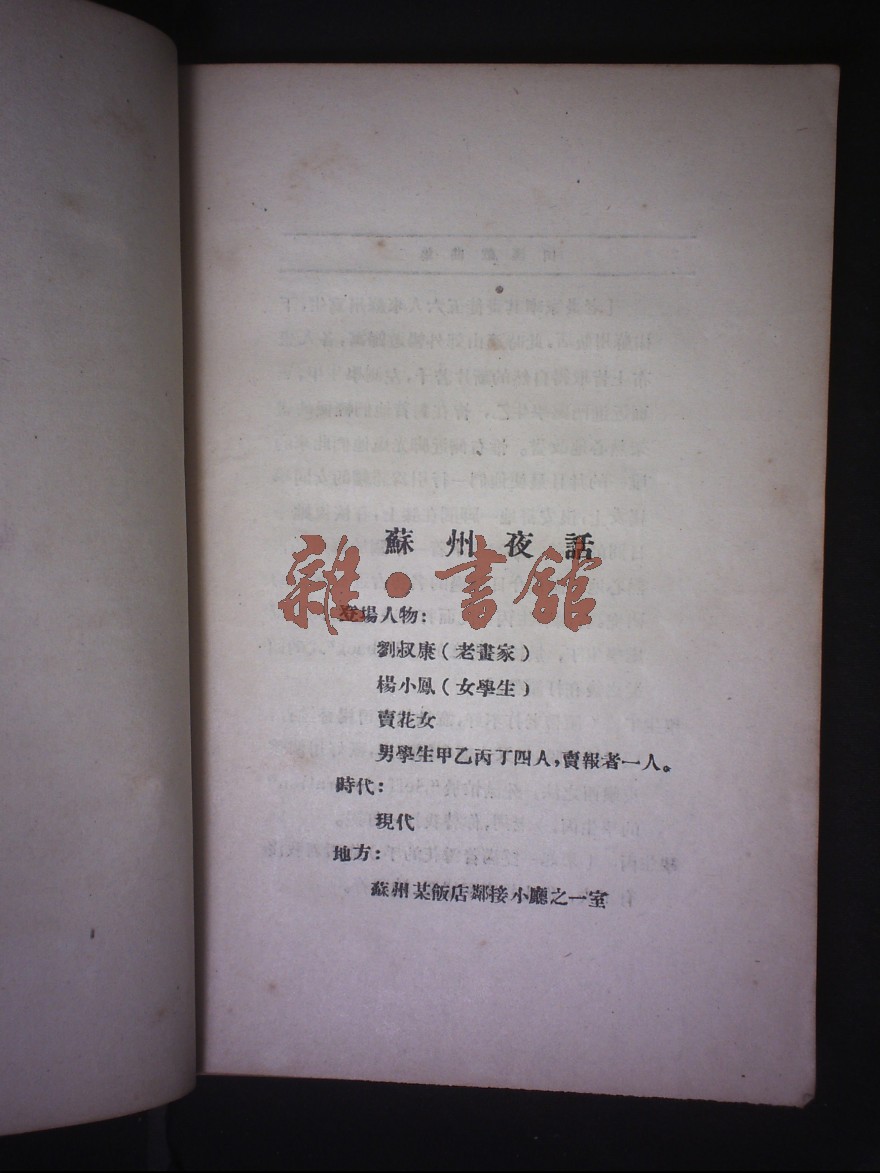 蘇州夜話
雜·書館
登場人物：
劉叔康（老畫家）
楊小鳳（女學生）
賣花女
男學生甲乙丙丁四人，賣報者一人。
時代：
現代
地方：
蘇州某飯店鄰接小廳之一室